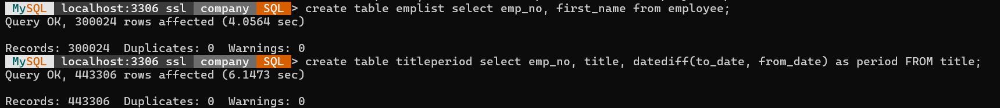 MySQL localhost:3306 ssl company SQL > create table emplist select emp_no, first_name from employee;
Query OK, 300024 rows affected (4.0564 sec)
Records: 300024 Duplicates: 0 Warnings: 0
MySQL localhost:3306 ssl company SQL > create table titleperiod select emp_no, title, datediff(to_date, from_date) as period FROM title;
Query OK, 443306 rows affected (6.1473 sec)
Records: 443306 Duplicates: 0 Warnings: 0